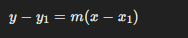 y − y₁ = m(x − x₁)